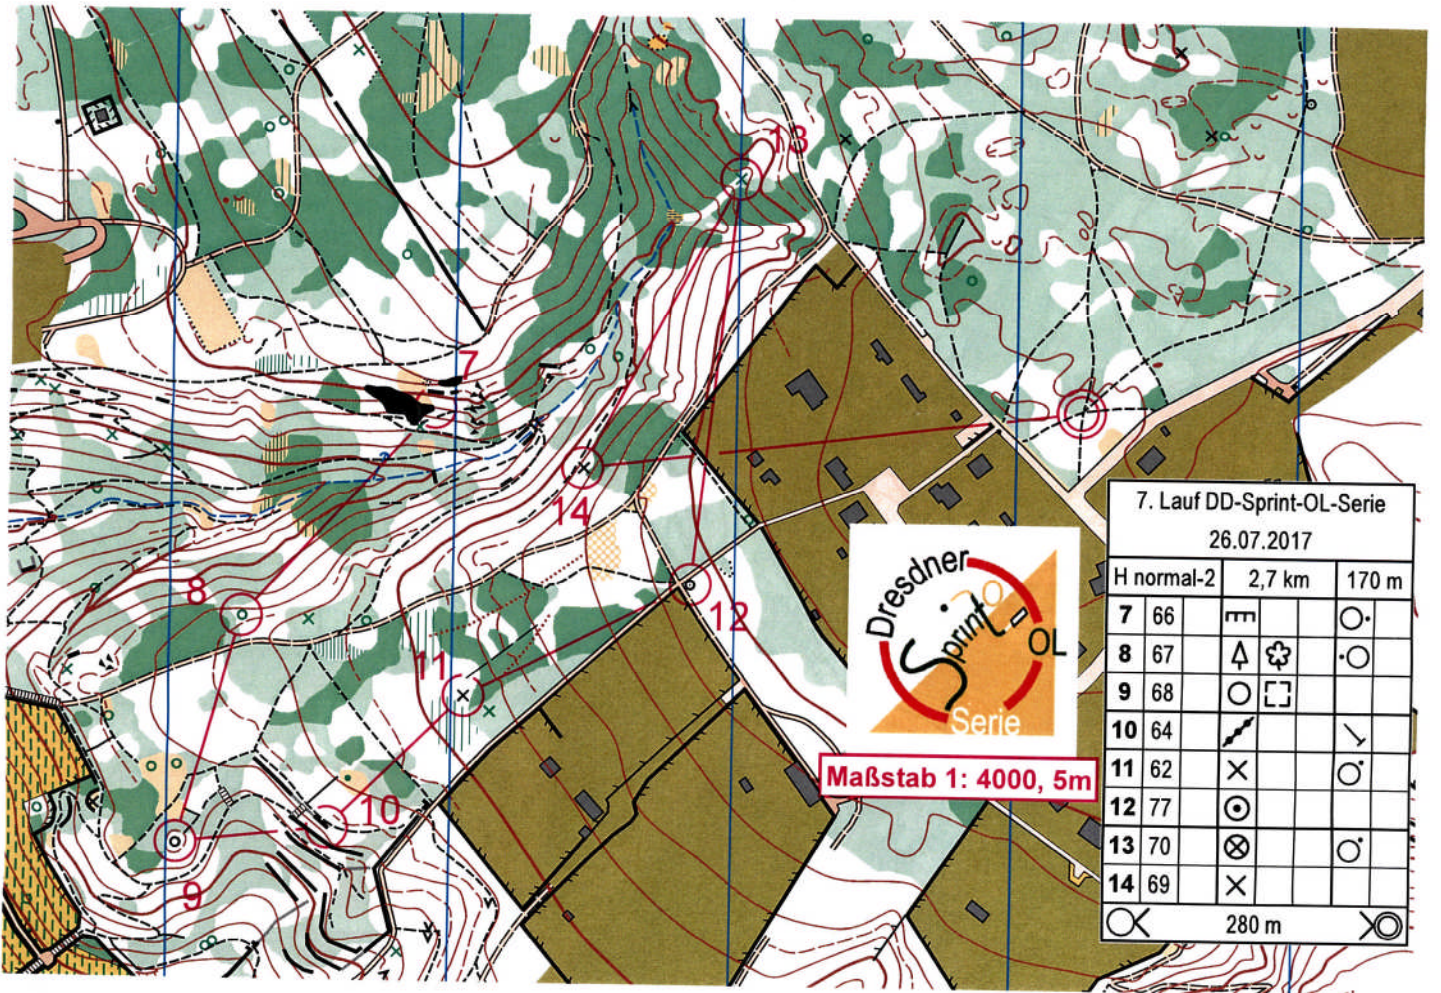 13
7
14
8
12
11
10
9
Dresdner
Sprint
O
OL
Serie
Maßstab 1: 4000, 5m
7. Lauf DD-Sprint-OL-Serie
26.07.2017
H normal-2 2,7 km 170 m
7 66
8 67
9 68
10 64
11 62
12 77
13 70
14 69
280 m